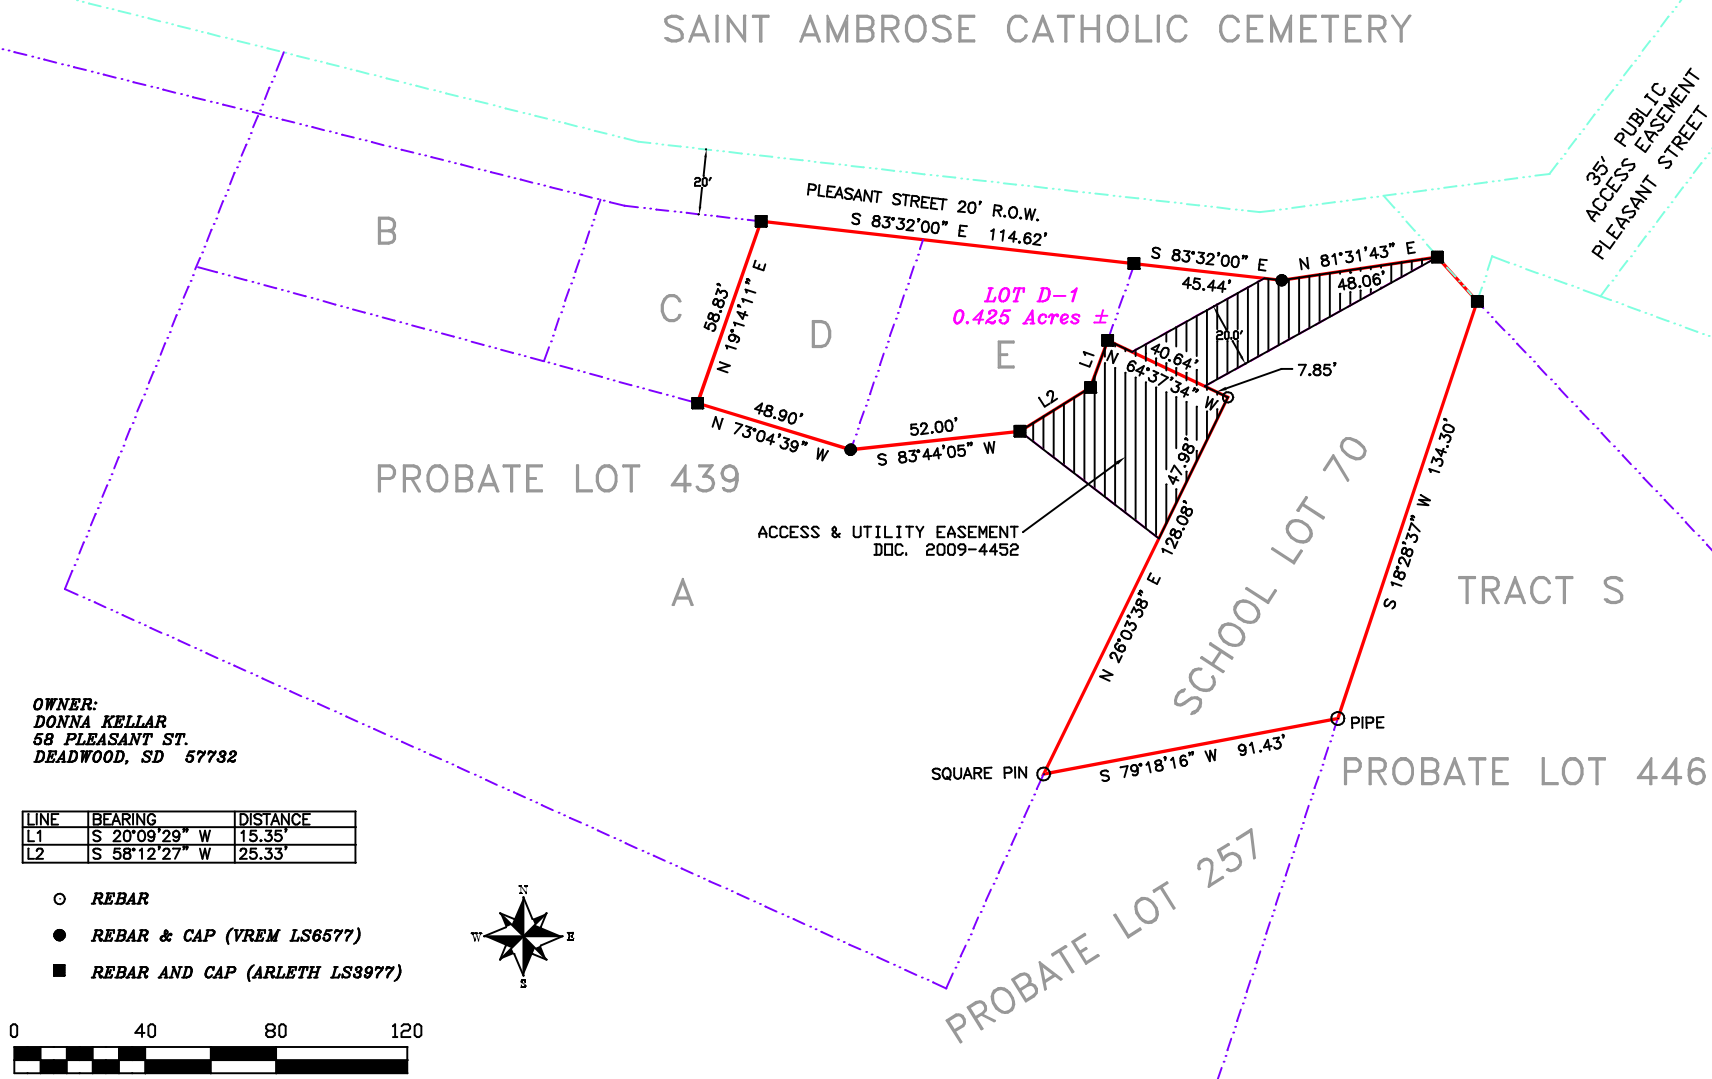 SAINT AMBROSE CATHOLIC CEMETERY
35' PUBLIC
ACCESS EASEMENT
PLEASANT STREET
20'
PLEASANT STREET 20' R.O.W.
S 83°32'00" E 114.62'
S 83°32'00" E
45.44'
N 81°31'43" E
48.06'
B
C
D
E
58.83'
N 19°14'11" E
LOT D-1
0.425 Acres ±
20.0'
L1
L2
40.64'
N 64°37'34" W
7.85'
48.90'
N 73°04'39" W
52.00'
S 83°44'05" W
47.98'
128.08'
N 26°03'38" E
S 18°28'37" W 134.30'
PROBATE LOT 439
ACCESS & UTILITY EASEMENT
DOC. 2009-4452
A
SCHOOL LOT 70
TRACT S
PIPE
SQUARE PIN
S 79°18'16" W 91.43'
PROBATE LOT 446
PROBATE LOT 257
OWNER:
DONNA KELLAR
58 PLEASANT ST.
DEADWOOD, SD 57732
LINE BEARING DISTANCE
L1 S 20°09'29" W 15.35'
L2 S 58°12'27" W 25.33'
REBAR
REBAR & CAP (VREM LS6577)
REBAR AND CAP (ARLETH LS3977)
N
W E
S
0 40 80 120